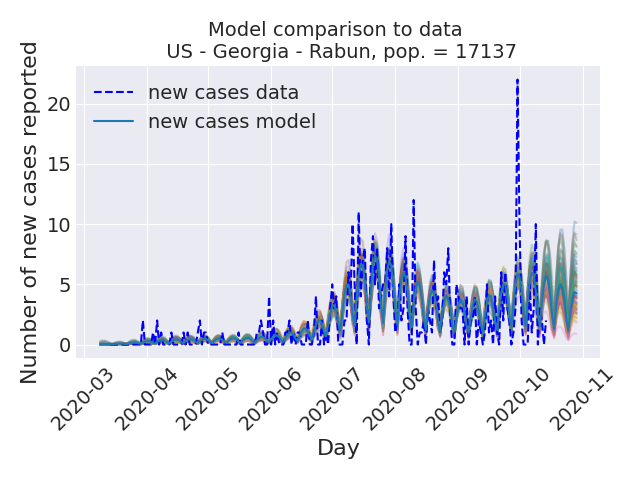 Model comparison to data
US - Georgia - Rabun, pop. = 17137
Number of new cases reported
new cases data
new cases model
20
15
10
5
0
2020-03
2020-04
2020-05
2020-06
2020-07
2020-08
2020-09
2020-10
2020-11
Day